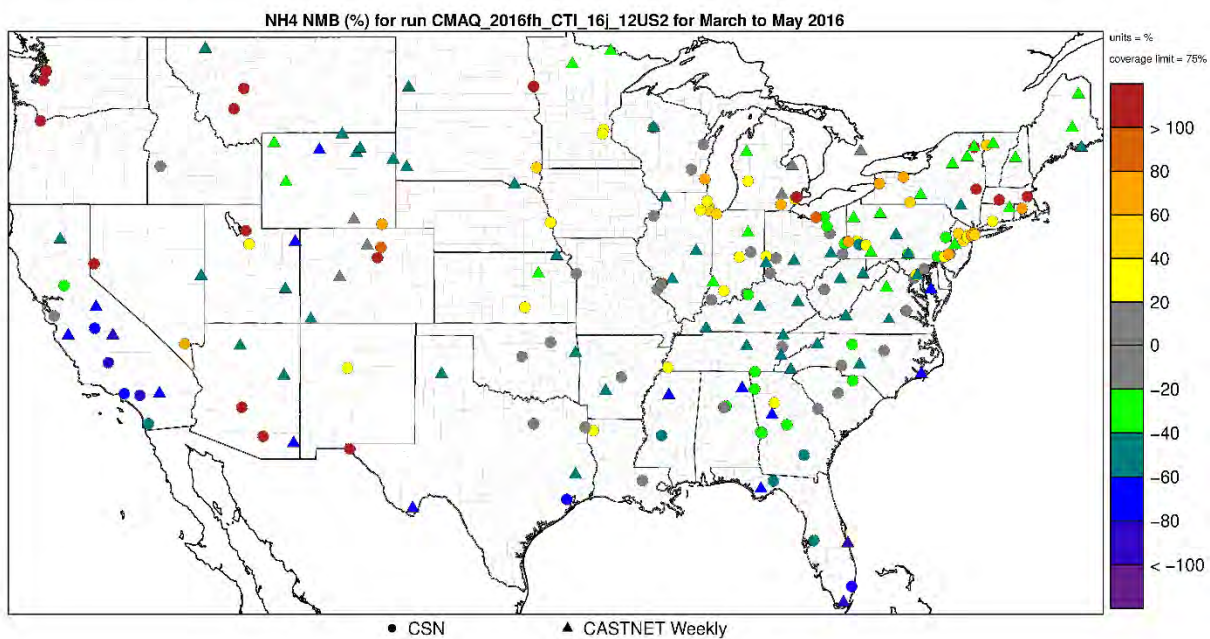 NH4 NMB (%) for run CMAQ_2016fh_CTI_16j_12US2 for March to May 2016
units = %
coverage limit = 75%
> 100
80
60
40
20
0
−20
−40
−60
−80
< −100
● CSN ▲ CASTNET Weekly